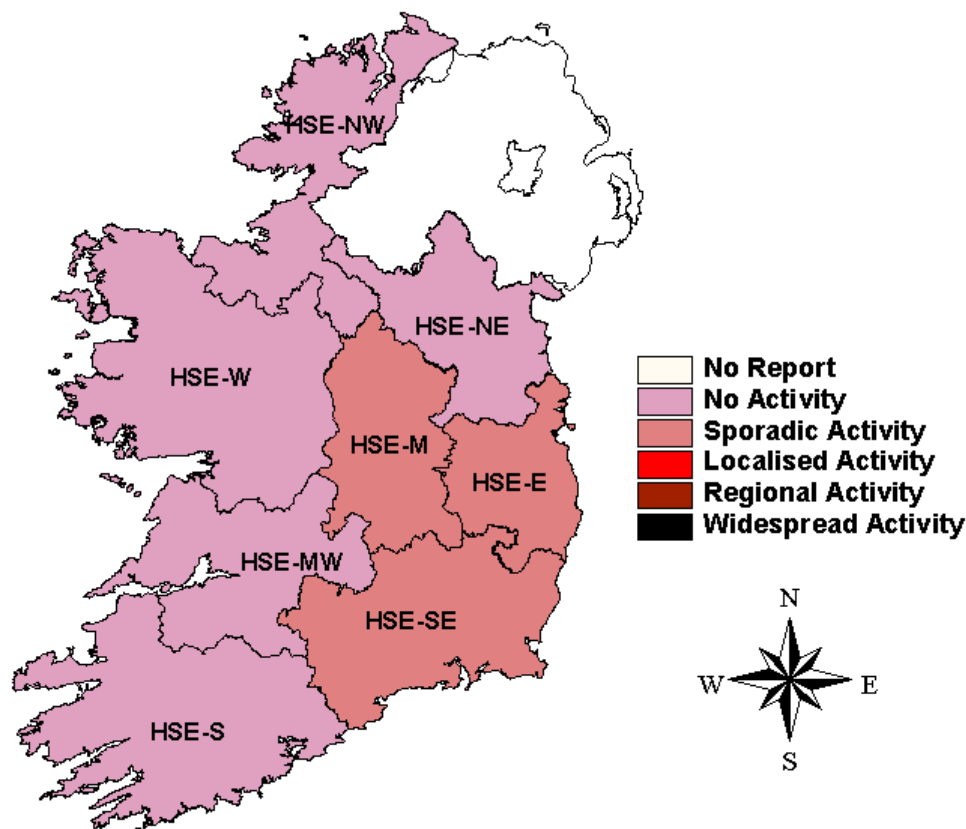 HSE-NW
HSE-NE
HSE-W
HSE-M
HSE-E
HSE-MW
HSE-SE
HSE-S
No Report
No Activity
Sporadic Activity
Localised Activity
Regional Activity
Widespread Activity
N
W E
S